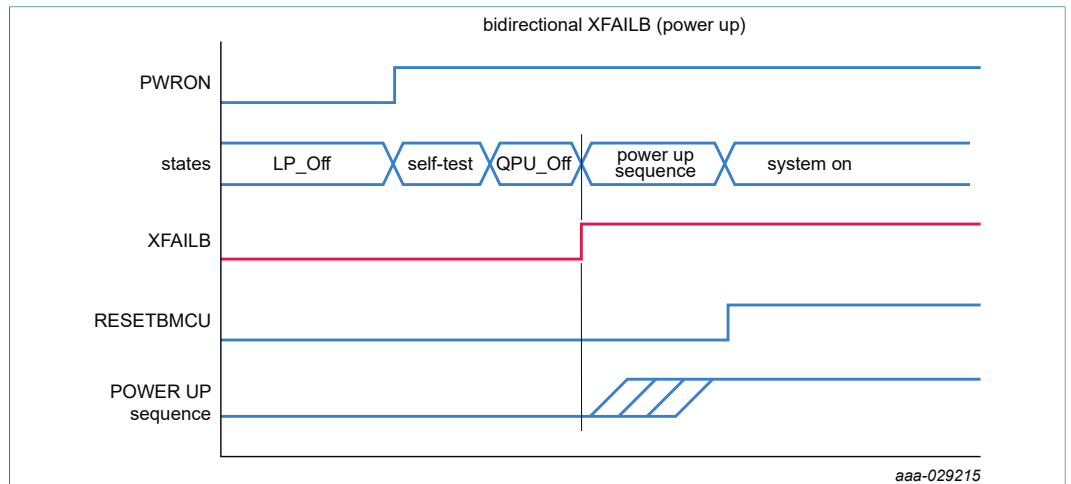 bidirectional XFAILB (power up)
PWRON
states
LP_Off
self-test
QPU_Off
power up
sequence
system on
XFAILB
RESETBMCU
POWER UP
sequence
aaa-029215